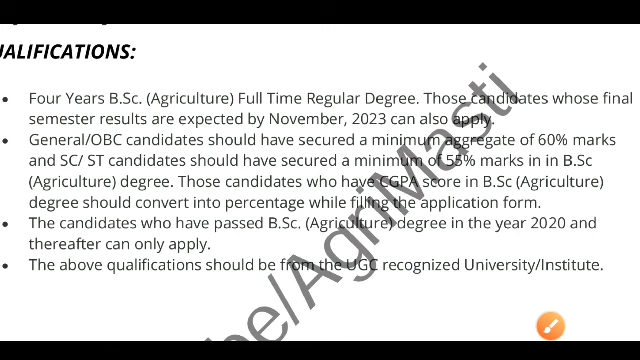 UALIFICATIONS:
• Four Years B.Sc. (Agriculture) Full Time Regular Degree. Those candidates whose final
semester results are expected by November, 2023 can also apply.
• General/OBC candidates should have secured a minimum aggregate of 60% marks
and SC/ ST candidates should have secured a minimum of 55% marks in in B.Sc
(Agriculture) degree. Those candidates who have CGPA score in B.Sc (Agriculture)
degree should convert into percentage while filling the application form.
• The candidates who have passed B.Sc. (Agriculture) degree in the year 2020 and
thereafter can only apply.
• The above qualifications should be from the UGC recognized University/Institute.
be/AgriMasti